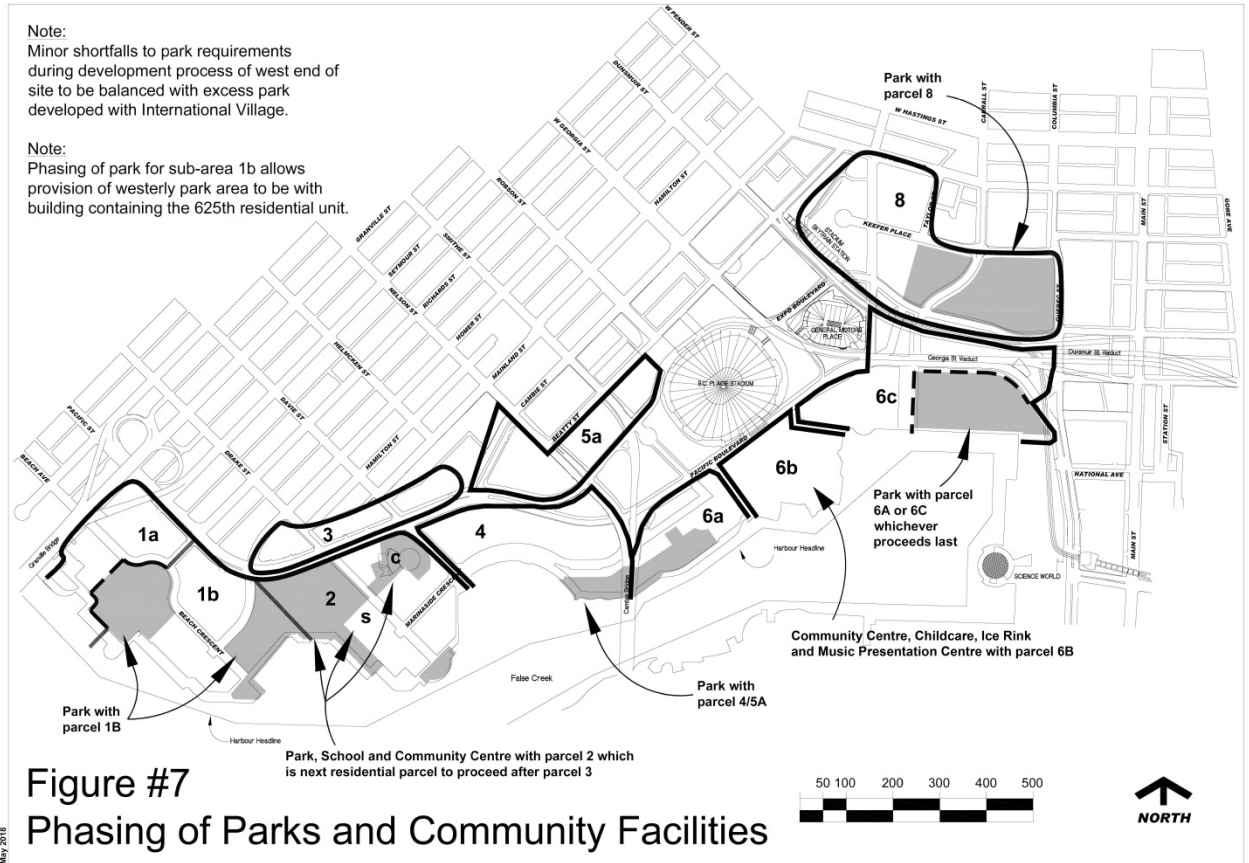 Note:
Minor shortfalls to park requirements
during development process of west end of
site to be balanced with excess park
developed with International Village.
Note:
Phasing of park for sub-area 1b allows
provision of westerly park area to be with
building containing the 625th residential unit.
W PENDER ST
DUNSMUIR ST
W GEORGIA ST
ROBSON ST
HAMILTON ST
GRANVILLE ST
SMITHE ST
SEYMOUR ST
RICHARDS ST
NELSON ST
HOMER ST
HELMCKEN ST
MAINLAND ST
CAMBIE ST
BEATTY ST
DAVIE ST
HAMILTON ST
PACIFIC ST
DRAKE ST
BEACH AVE
Park with
parcel 8
W HASTINGS ST
CARRALL ST
COLUMBIA ST
MAIN ST
GORE AVE
8
TAYLOR ST
KEEFER PLACE
STADIUM
SKYTRAIN STATION
QUEBEC ST
EXPO BOULEVARD
GENERAL MOTORS
PLACE
Georgia St. Viaduct
Dunsmuir St. Viaduct
B.C. PLACE STADIUM
5a
6c
PACIFIC BOULEVARD
6b
STATION ST
NATIONAL AVE
Park with parcel
6A or 6C
whichever
proceeds last
MAIN ST
SCIENCE WORLD
Granville Bridge
1a
3
4
6a
Harbour Headline
c
1b
2
s
MARINASIDE CRESCENT
Cambie Bridge
BEACH CRESCENT
Community Centre, Childcare, Ice Rink
and Music Presentation Centre with parcel 6B
False Creek
Park with
parcel 4/5A
Park with
parcel 1B
Harbour Headline
Park, School and Community Centre with parcel 2 which
is next residential parcel to proceed after parcel 3
Figure #7
Phasing of Parks and Community Facilities
50 100 200 300 400 500
NORTH
May 2018